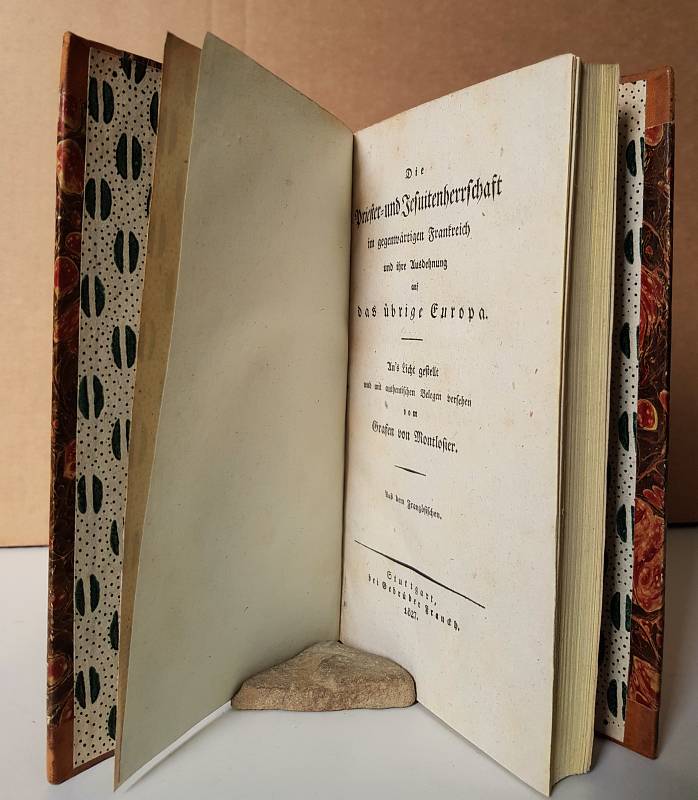 Die
Priester- und Jesuitenherrschaft
im gegenwärtigen Frankreich
und ihre Ausdehnung
auf
das übrige Europa.
An's Licht gestellt
und mit authentischen Belegen versehen
vom
Grafen von Montlosier.
Aus dem Französischen.
Stuttgart,
bei Gebrüder Franckh.
1827.